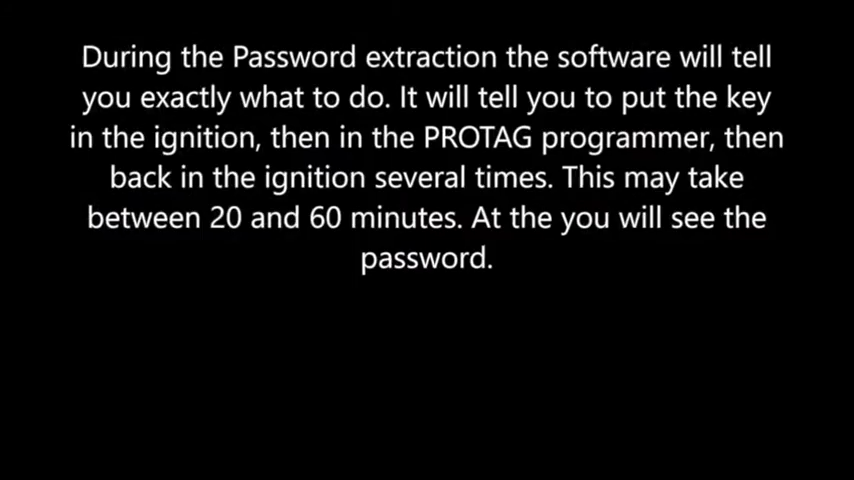 During the Password extraction the software will tell
you exactly what to do. It will tell you to put the key
in the ignition, then in the PROTAG programmer, then
back in the ignition several times. This may take
between 20 and 60 minutes. At the you will see the
password.